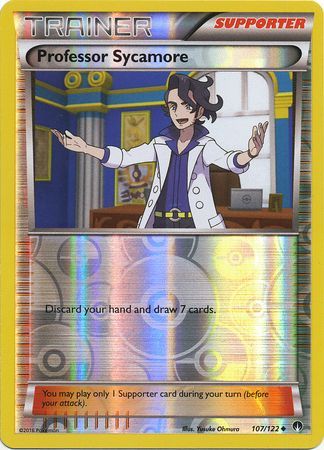 TRAINER
SUPPORTER
Professor Sycamore
Discard your hand and draw 7 cards.
You may play only 1 Supporter card during your turn (before
your attack).
©2016 Pokémon
Illus. Yusuke Ohmura
107/122